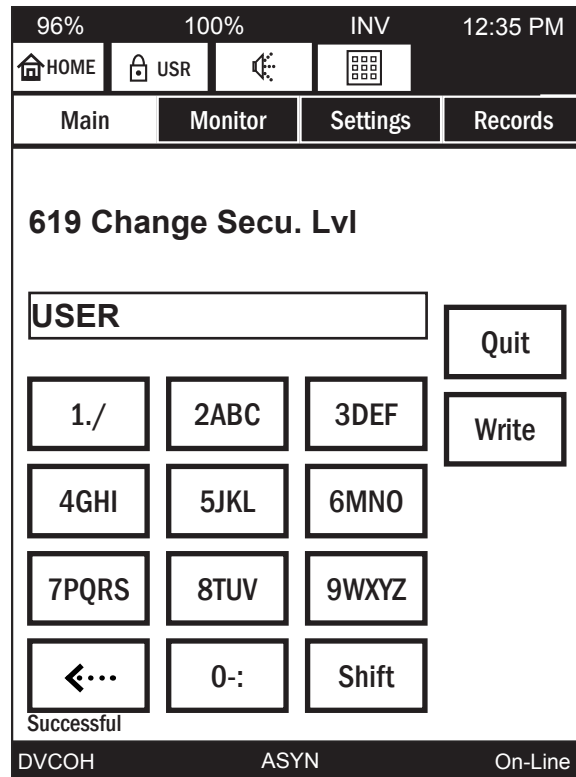 96% 100% INV 12:35 PM
HOME USR
Main Monitor Settings Records
619 Change Secu. Lvl
USER
Quit
1./ 2ABC 3DEF
Write
4GHI 5JKL 6MNO
7PQRS 8TUV 9WXYZ
0-: Shift
Successful
DVCOH ASYN On-Line